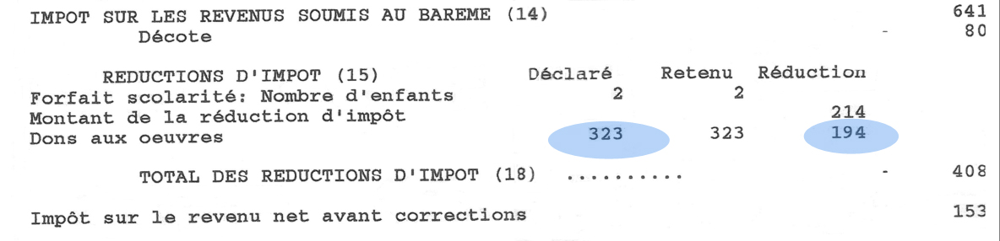 IMPOT SUR LES REVENUS SOUMIS AU BAREME (14) 641
Décote - 80
REDUCTIONS D'IMPOT (15) Déclaré Retenu Réduction
Forfait scolarité: Nombre d'enfants 2 2
Montant de la réduction d'impôt 214
Dons aux oeuvres 323 323 194
TOTAL DES REDUCTIONS D'IMPOT (18) .......... - 408
Impôt sur le revenu net avant corrections 153